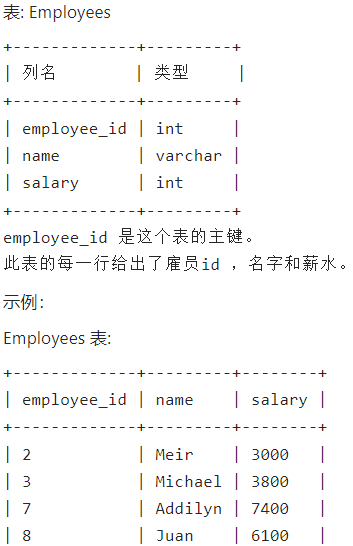 表: Employees
+-------------+---------+
| 列名        | 类型     |
+-------------+---------+
| employee_id | int     |
| name        | varchar |
| salary      | int     |
+-------------+---------+
employee_id 是这个表的主键。
此表的每一行给出了雇员id ，名字和薪水。
示例：
Employees 表:
+-------------+---------+--------+
| employee_id | name    | salary |
+-------------+---------+--------+
| 2           | Meir    | 3000   |
| 3           | Michael | 3800   |
| 7           | Addilyn | 7400   |
| 8           | Juan    | 6100   |